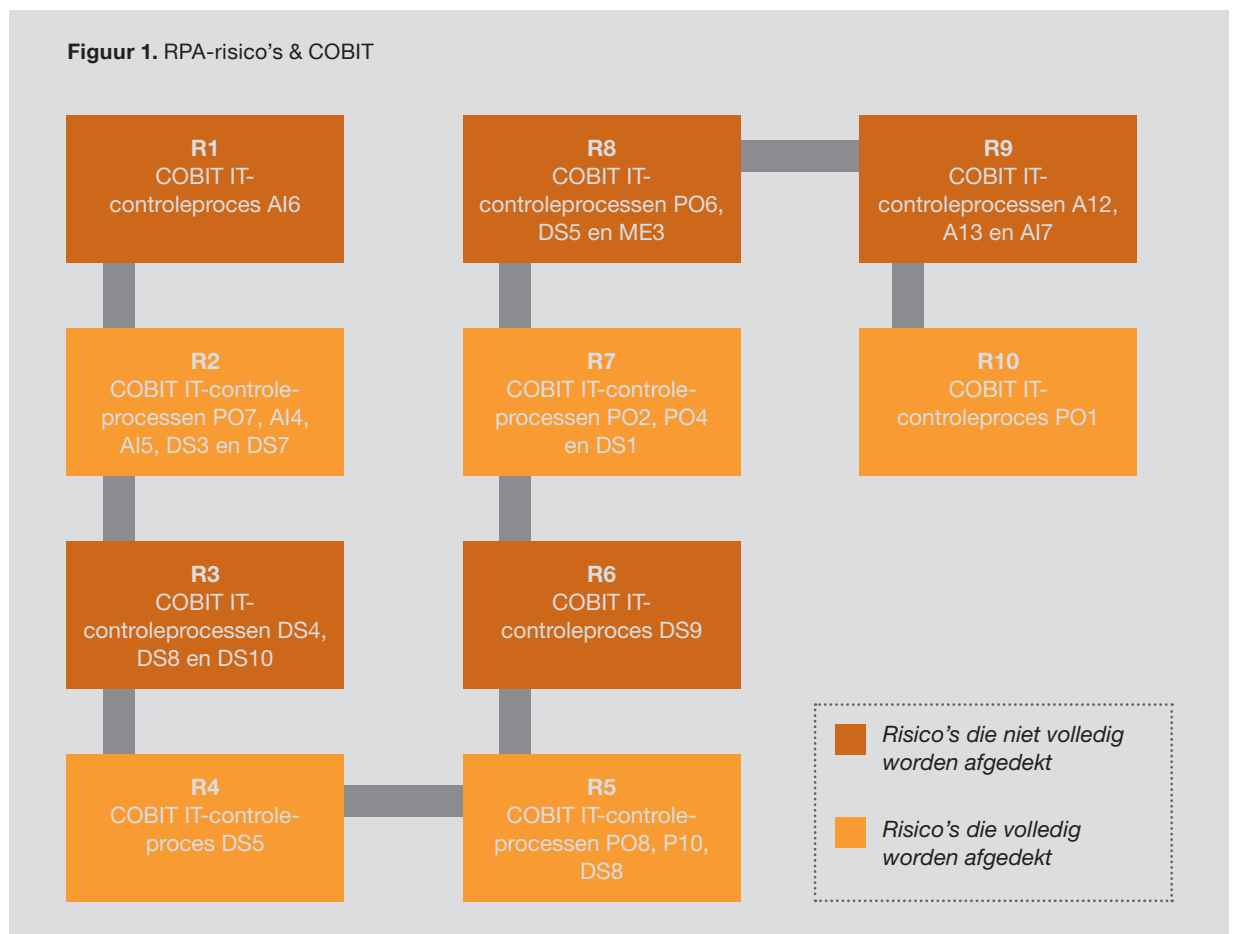 Figuur 1. RPA-risico’s & COBIT
R1
COBIT IT-
controleproces AI6
R2
COBIT IT-controle-
processen PO7, AI4,
AI5, DS3 en DS7
R3
COBIT IT-
controleprocessen DS4,
DS8 en DS10
R4
COBIT IT-controle-
proces DS5
R5
COBIT IT-controle-
processen PO8, P10,
DS8
R6
COBIT IT-
controleproces DS9
R7
COBIT IT-controle-
processen PO2, PO4
en DS1
R8
COBIT IT-
controleprocessen PO6,
DS5 en ME3
R9
COBIT IT-
controleprocessen A12,
A13 en AI7
R10
COBIT IT-
controleproces PO1
Risico’s die niet volledig
worden afgedekt
Risico’s die volledig
worden afgedekt